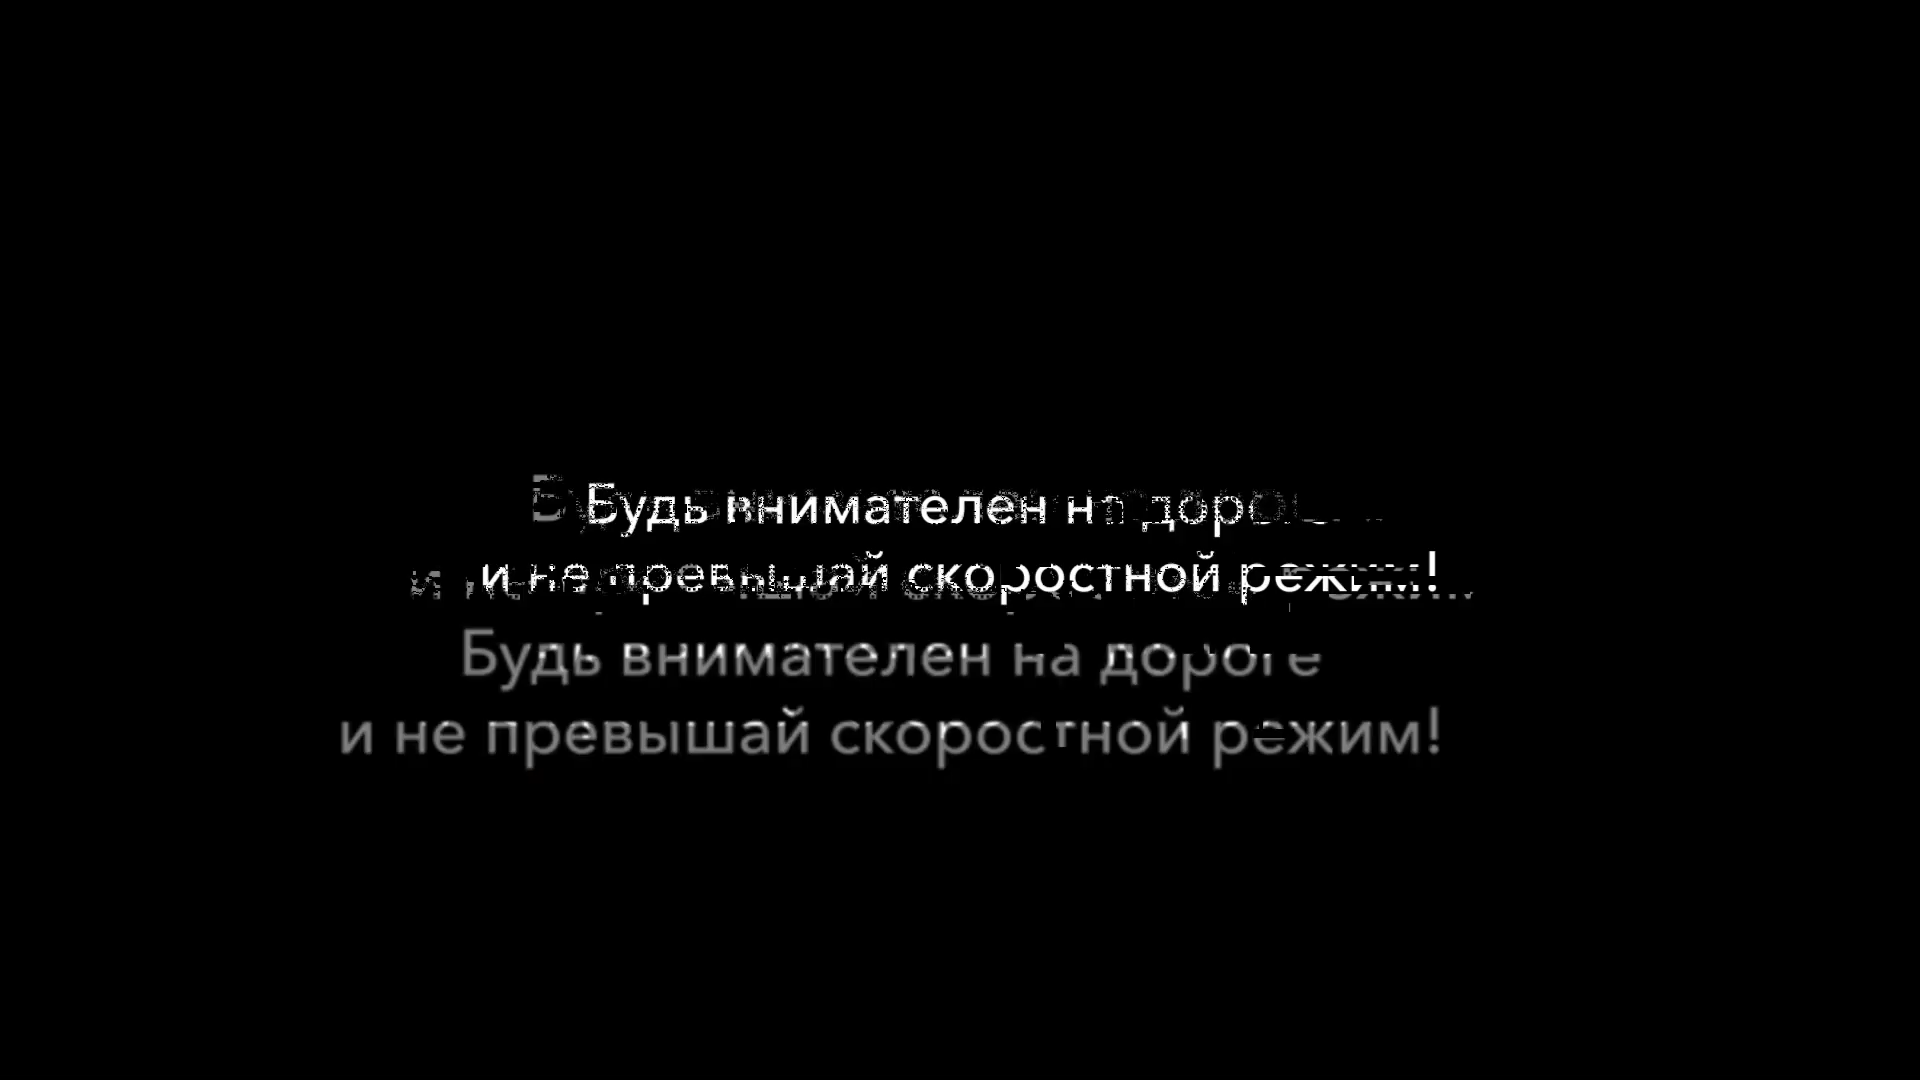 Будь внимателен на дороге
и не превышай скоростной режим!
Будь внимателен на дороге
и не превышай скоростной режим!